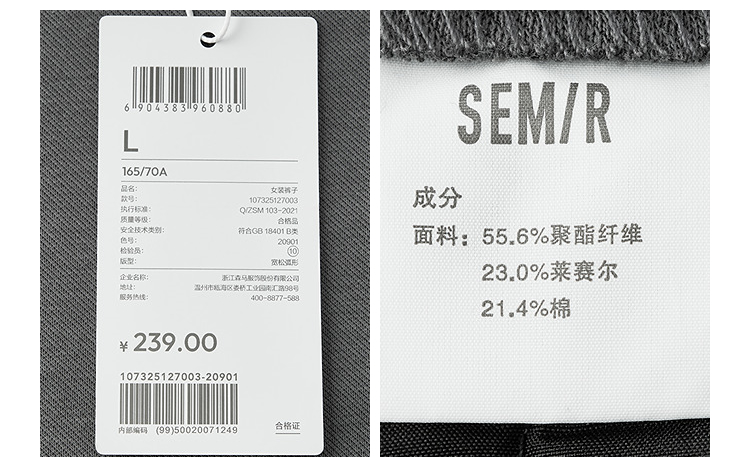 6 904383 960880
L
165/70A
品名: 女装裤子
款号: 107325127003
执行标准: Q/ZSM 103-2021
质量等级: 合格品
安全技术类别: 符合GB 18401 B类
色号: 20901
检验员: 10
版型: 宽松弧形
企业名称: 浙江森马服饰股份有限公司
地址: 温州市瓯海区娄桥工业园南汇路98号
服务热线: 400-8877-588
¥ 239.00
107325127003-20901
内部编码 (99)50020071249
合格证
SEM/R
成分
面料: 55.6%聚酯纤维
23.0%莱赛尔
21.4%棉